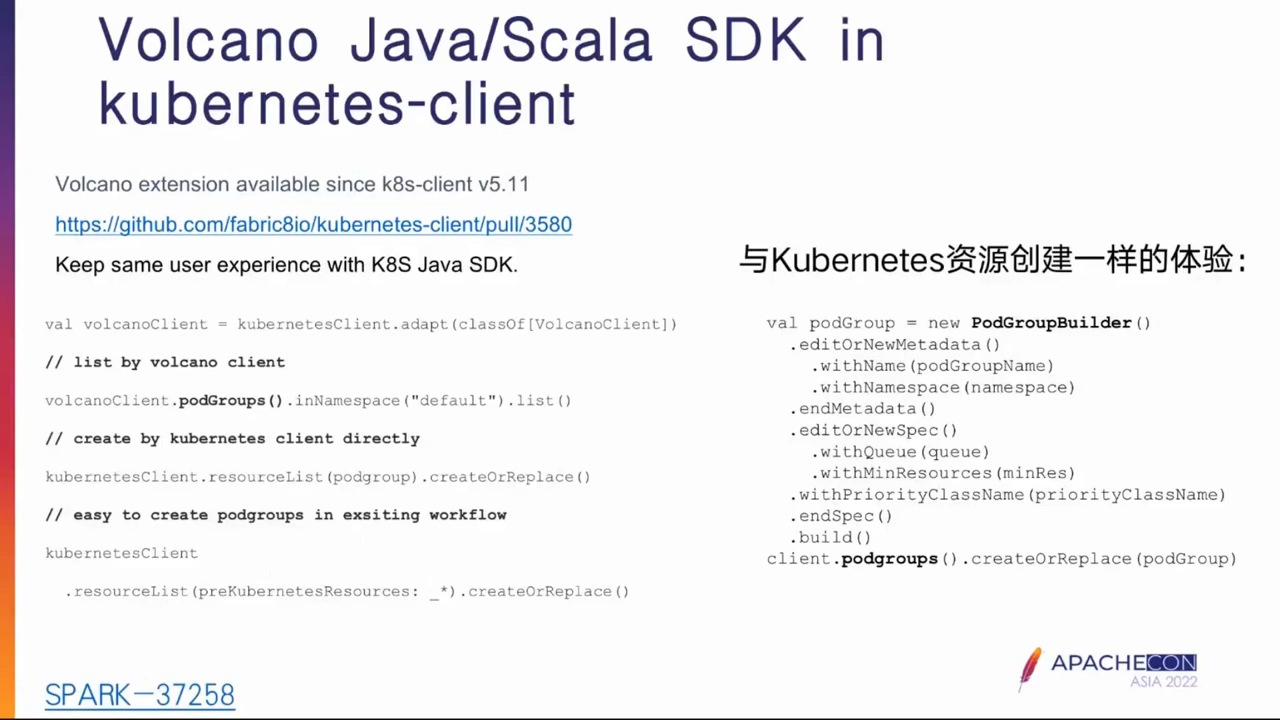 Volcano Java/Scala SDK in
kubernetes-client
Volcano extension available since k8s-client v5.11
https://github.com/fabric8io/kubernetes-client/pull/3580
Keep same user experience with K8S Java SDK.
val volcanoClient = kubernetesClient.adapt(classOf[VolcanoClient])
// list by volcano client
volcanoClient.podGroups().inNamespace("default").list()
// create by kubernetes client directly
kubernetesClient.resourceList(podgroup).createOrReplace()
// easy to create podgroups in exsiting workflow
kubernetesClient
.resourceList(preKubernetesResources: _*).createOrReplace()
与Kubernetes资源创建一样的体验:
val podGroup = new PodGroupBuilder()
.editOrNewMetadata()
.withName(podGroupName)
.withNamespace(namespace)
.endMetadata()
.editOrNewSpec()
.withQueue(queue)
.withMinResources(minRes)
.withPriorityClassName(priorityClassName)
.endSpec()
.build()
client.podgroups().createOrReplace(podGroup)
SPARK-37258
APACHECON
ASIA 2022